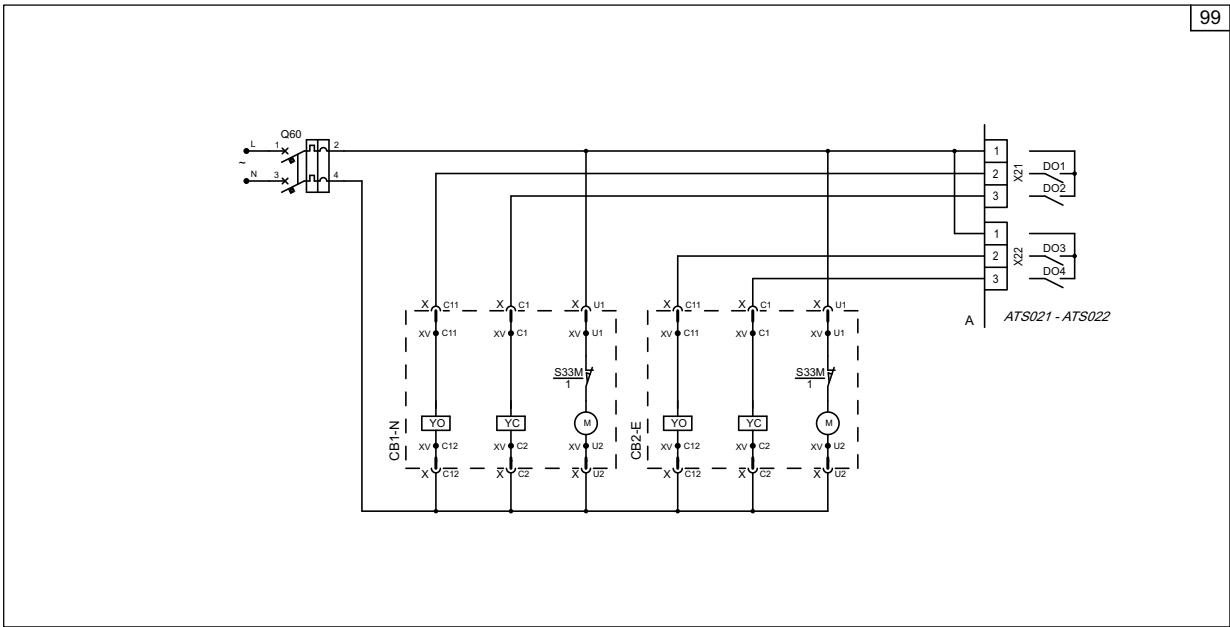 99
Q60
L 1 2
~
N 3 4
1
2
3
X21
DO1
DO2
1
2
3
X22
DO3
DO4
A
ATS021 - ATS022
X C11 X C1 X U1 X C11 X C1 X U1
XV C11 XV C1 XV U1 XV C11 XV C1 XV U1
S33M S33M
1 1
YO YC M YO YC M
CB1-N CB2-E
XV C12 XV C2 XV U2 XV C12 XV C2 XV U2
X C12 X C2 X U2 X C12 X C2 X U2